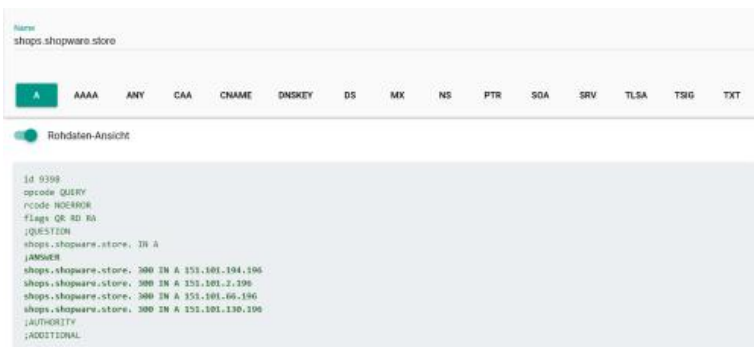 Name
shops.shopware.store
A AAAA ANY CAA CNAME DNSKEY DS MX NS PTR SOA SRV TLSA TSIG TXT
Rohdaten-Ansicht
id 9398
opcode QUERY
rcode NOERROR
flags QR RD RA
;QUESTION
shops.shopware.store. IN A
;ANSWER
shops.shopware.store. 300 IN A 151.101.194.196
shops.shopware.store. 300 IN A 151.101.2.196
shops.shopware.store. 300 IN A 151.101.66.196
shops.shopware.store. 300 IN A 151.101.130.196
;AUTHORITY
;ADDITIONAL